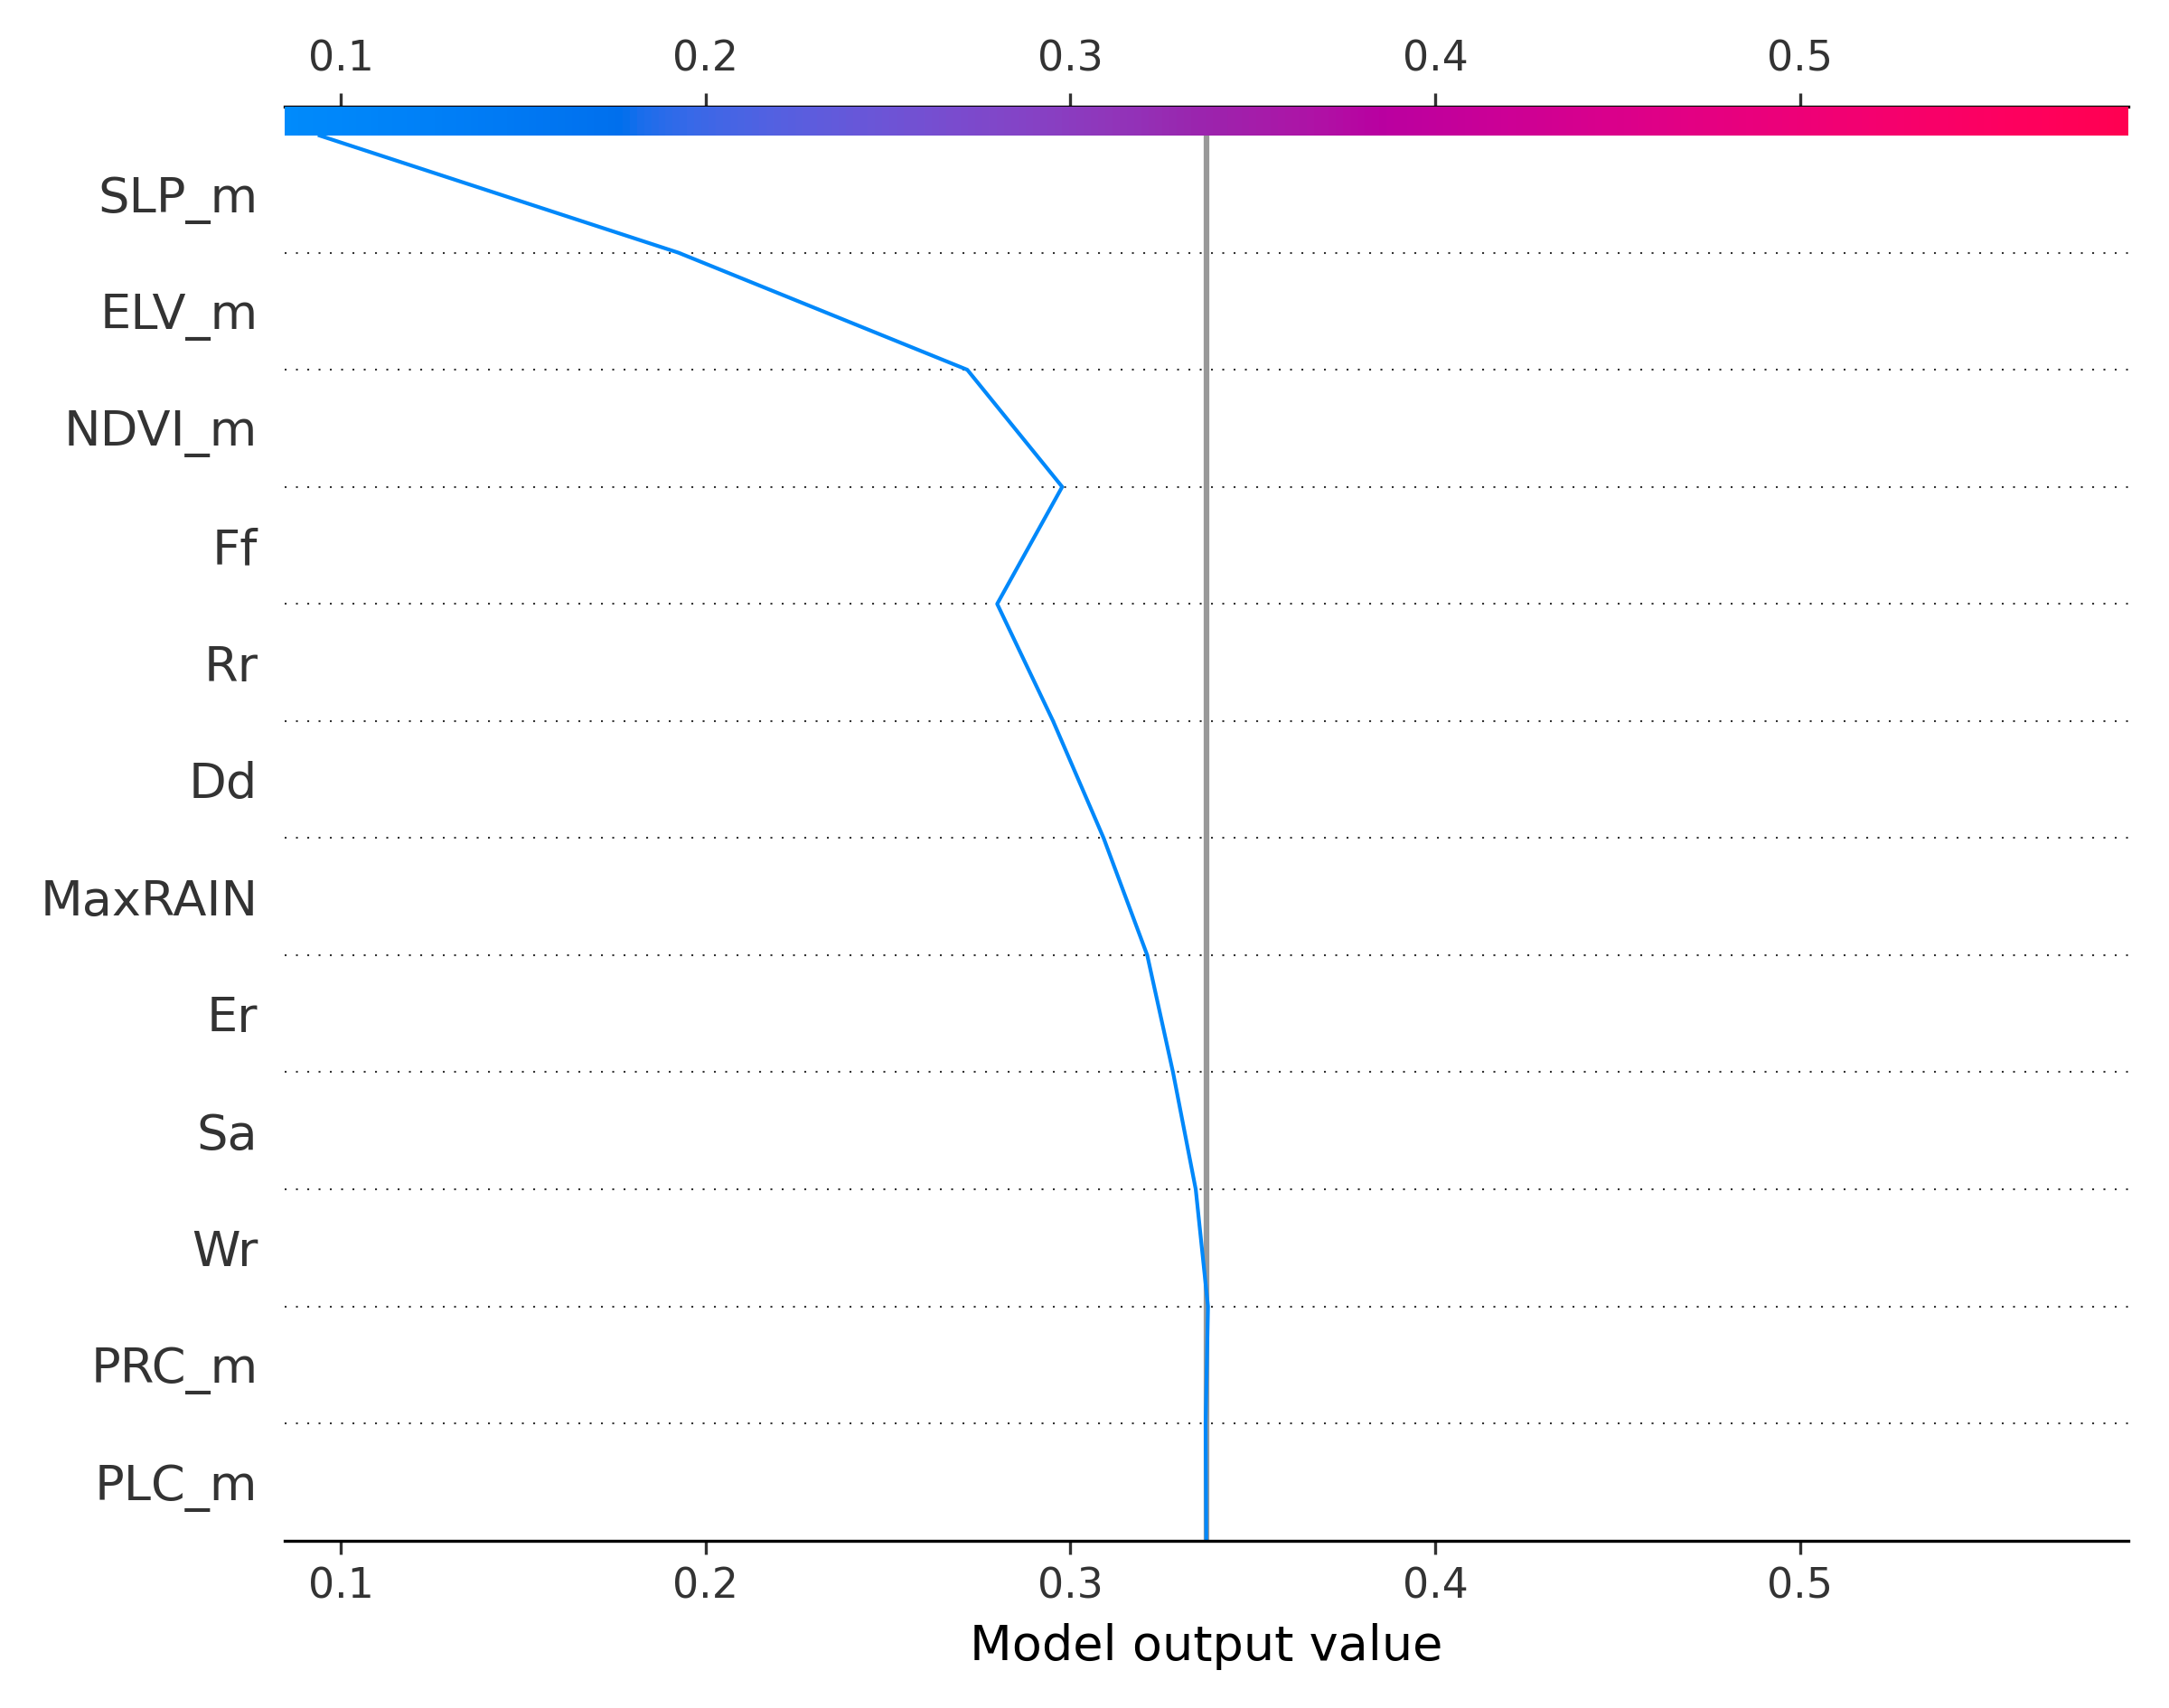 0.1 0.2 0.3 0.4 0.5
SLP_m
ELV_m
NDVI_m
Ff
Rr
Dd
MaxRAIN
Er
Sa
Wr
PRC_m
PLC_m
0.1 0.2 0.3 0.4 0.5
Model output value